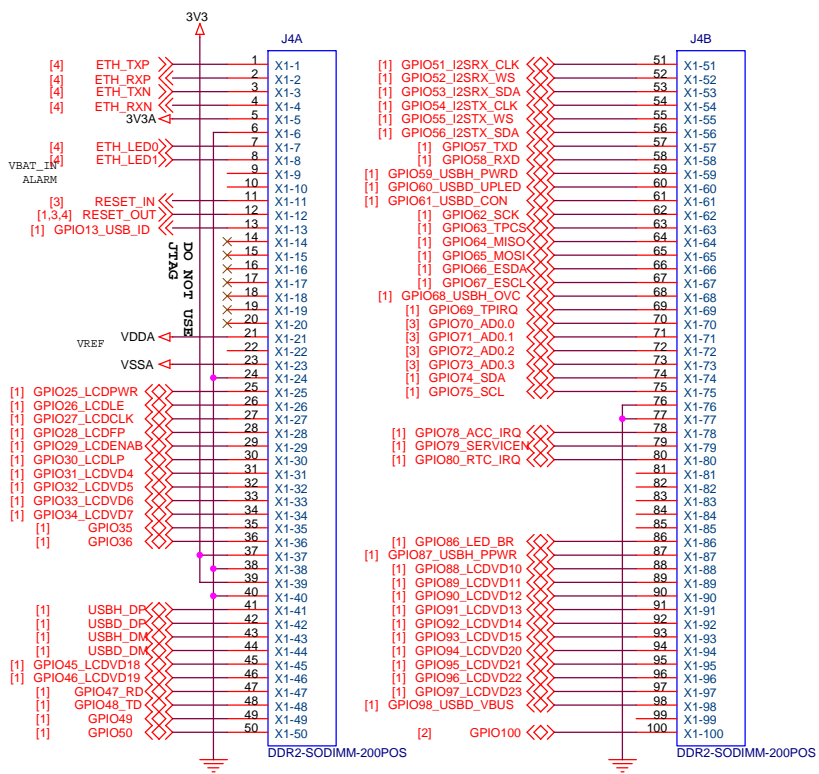 3V3
J4A
[4] ETH_TXP 1 X1-1
[4] ETH_RXP 2 X1-2
[4] ETH_TXN 3 X1-3
[4] ETH_RXN 4 X1-4
3V3A 5 X1-5
6 X1-6
[4] ETH_LED0 7 X1-7
[4] ETH_LED1 8 X1-8
VBAT_IN 9 X1-9
ALARM 10 X1-10
[3] RESET_IN 11 X1-11
[1,3,4] RESET_OUT 12 X1-12
[1] GPIO13_USB_ID 13 X1-13
14 X1-14
15 X1-15
16 X1-16
17 X1-17
18 X1-18
19 X1-19
20 X1-20
DO NOT USE
JTAG
VDDA 21 X1-21
VREF 22 X1-22
VSSA 23 X1-23
24 X1-24
[1] GPIO25_LCDPWR 25 X1-25
[1] GPIO26_LCDLE 26 X1-26
[1] GPIO27_LCDCLK 27 X1-27
[1] GPIO28_LCDFP 28 X1-28
[1] GPIO29_LCDENAB 29 X1-29
[1] GPIO30_LCDLP 30 X1-30
[1] GPIO31_LCDVD4 31 X1-31
[1] GPIO32_LCDVD5 32 X1-32
[1] GPIO33_LCDVD6 33 X1-33
[1] GPIO34_LCDVD7 34 X1-34
[1] GPIO35 35 X1-35
[1] GPIO36 36 X1-36
37 X1-37
38 X1-38
39 X1-39
40 X1-40
[1] USBH_DP 41 X1-41
[1] USBD_DP 42 X1-42
[1] USBH_DM 43 X1-43
[1] USBD_DM 44 X1-44
[1] GPIO45_LCDVD18 45 X1-45
[1] GPIO46_LCDVD19 46 X1-46
[1] GPIO47_RD 47 X1-47
[1] GPIO48_TD 48 X1-48
[1] GPIO49 49 X1-49
[1] GPIO50 50 X1-50
DDR2-SODIMM-200POS
J4B
[1] GPIO51_I2SRX_CLK 51 X1-51
[1] GPIO52_I2SRX_WS 52 X1-52
[1] GPIO53_I2SRX_SDA 53 X1-53
[1] GPIO54_I2STX_CLK 54 X1-54
[1] GPIO55_I2STX_WS 55 X1-55
[1] GPIO56_I2STX_SDA 56 X1-56
[1] GPIO57_TXD 57 X1-57
[1] GPIO58_RXD 58 X1-58
[1] GPIO59_USBH_PWRD 59 X1-59
[1] GPIO60_USBD_UPLED 60 X1-60
[1] GPIO61_USBD_CON 61 X1-61
[1] GPIO62_SCK 62 X1-62
[1] GPIO63_TPCS 63 X1-63
[1] GPIO64_MISO 64 X1-64
[1] GPIO65_MOSI 65 X1-65
[1] GPIO66_ESDA 66 X1-66
[1] GPIO67_ESCL 67 X1-67
[1] GPIO68_USBH_OVC 68 X1-68
[1] GPIO69_TPIRQ 69 X1-69
[3] GPIO70_AD0.0 70 X1-70
[3] GPIO71_AD0.1 71 X1-71
[3] GPIO72_AD0.2 72 X1-72
[3] GPIO73_AD0.3 73 X1-73
[1] GPIO74_SDA 74 X1-74
[1] GPIO75_SCL 75 X1-75
76 X1-76
77 X1-77
[1] GPIO78_ACC_IRQ 78 X1-78
[1] GPIO79_SERVICEN 79 X1-79
[1] GPIO80_RTC_IRQ 80 X1-80
81 X1-81
82 X1-82
83 X1-83
84 X1-84
85 X1-85
[1] GPIO86_LED_BR 86 X1-86
[1] GPIO87_USBH_PPWR 87 X1-87
[1] GPIO88_LCDVD10 88 X1-88
[1] GPIO89_LCDVD11 89 X1-89
[1] GPIO90_LCDVD12 90 X1-90
[1] GPIO91_LCDVD13 91 X1-91
[1] GPIO92_LCDVD14 92 X1-92
[1] GPIO93_LCDVD15 93 X1-93
[1] GPIO94_LCDVD20 94 X1-94
[1] GPIO95_LCDVD21 95 X1-95
[1] GPIO96_LCDVD22 96 X1-96
[1] GPIO97_LCDVD23 97 X1-97
[1] GPIO98_USBD_VBUS 98 X1-98
99 X1-99
[2] GPIO100 100 X1-100
DDR2-SODIMM-200POS